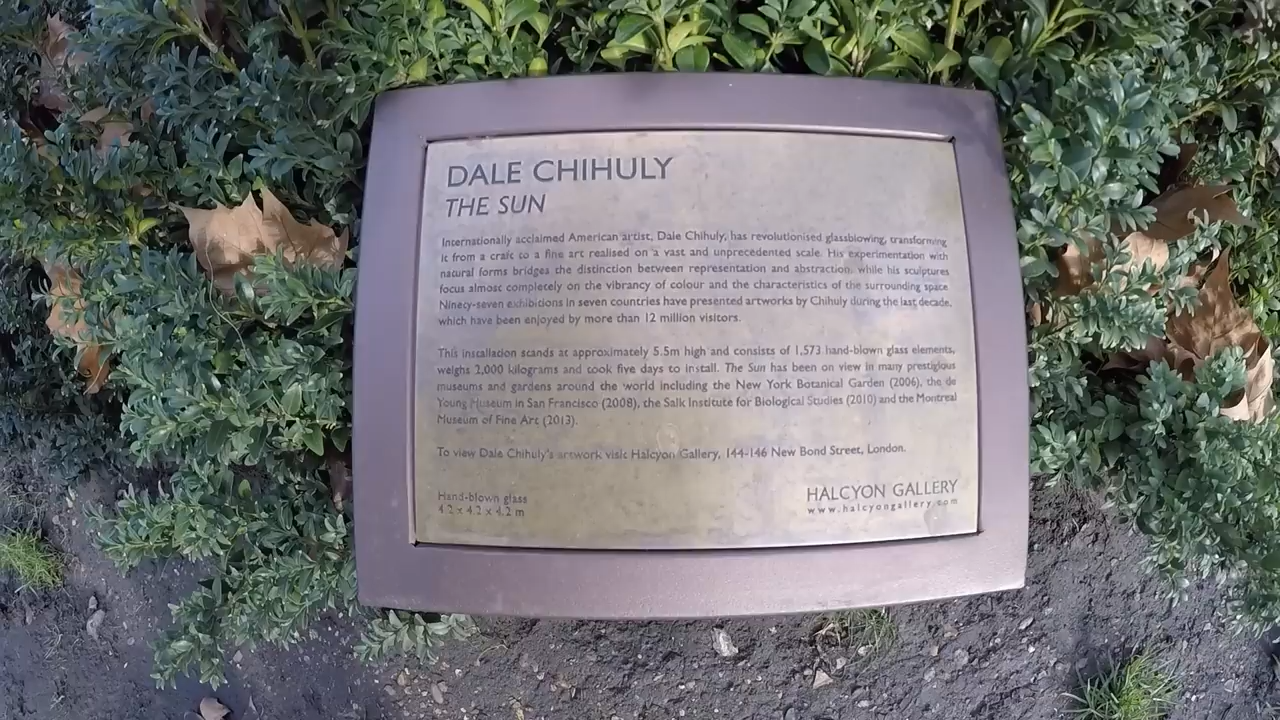 DALE CHIHULY
THE SUN
Internationally acclaimed American artist, Dale Chihuly, has revolutionised glassblowing, transforming
it from a craft to a fine art realised on a vast and unprecedented scale. His experimentation with
natural forms bridges the distinction between representation and abstraction, while his sculptures
focus almost completely on the vibrancy of colour and the characteristics of the surrounding space.
Ninety-seven exhibitions in seven countries have presented artworks by Chihuly during the last decade,
which have been enjoyed by more than 12 million visitors.
This installation stands at approximately 5.5m high and consists of 1,573 hand-blown glass elements,
weighs 2,000 kilograms and took five days to install. The Sun has been on view in many prestigious
museums and gardens around the world including the New York Botanical Garden (2006), the de
Young Museum in San Francisco (2008), the Salk Institute for Biological Studies (2010) and the Montreal
Museum of Fine Art (2013).
To view Dale Chihuly's artwork visit Halcyon Gallery, 144-146 New Bond Street, London.
Hand-blown glass
4.2 x 4.2 x 4.2 m
HALCYON GALLERY
www.halcyongallery.com